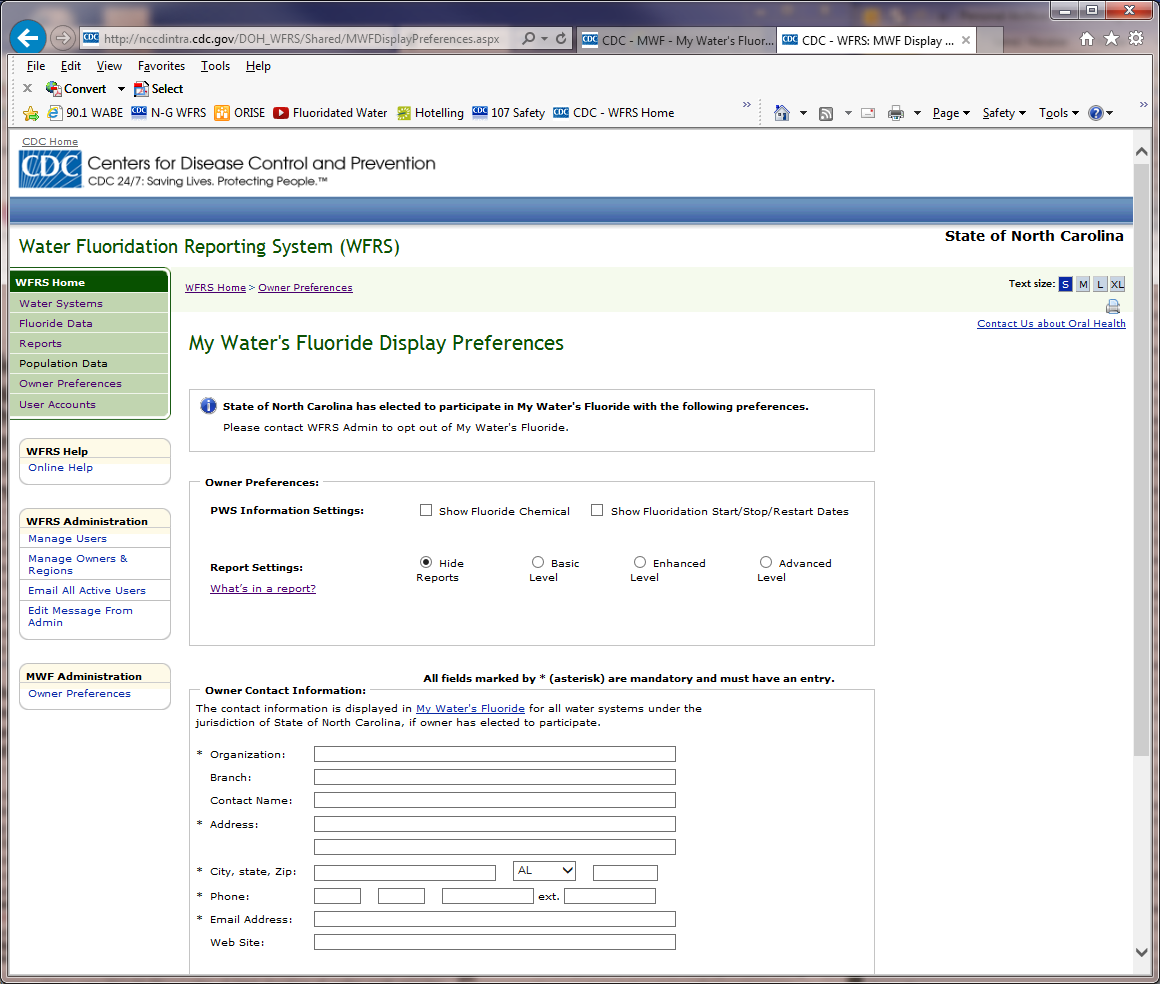 http://nccdintra.cdc.gov/DOH_WFRS/Shared/MWFDisplayPreferences.aspx
CDC - MWF - My Water's Fluor...
CDC - WFRS: MWF Display ...
File Edit View Favorites Tools Help
Convert Select
90.1 WABE N-G WFRS ORISE Fluoridated Water Hotelling 107 Safety CDC - WFRS Home Page Safety Tools
CDC Home
CDC Centers for Disease Control and Prevention
CDC 24/7: Saving Lives. Protecting People.™
State of North Carolina
Water Fluoridation Reporting System (WFRS)
WFRS Home
Water Systems
Fluoride Data
Reports
Population Data
Owner Preferences
User Accounts
WFRS Help
Online Help
WFRS Administration
Manage Users
Manage Owners &
Regions
Email All Active Users
Edit Message From
Admin
MWF Administration
Owner Preferences
WFRS Home > Owner Preferences
Text size: S M L XL
Contact Us about Oral Health
My Water's Fluoride Display Preferences
State of North Carolina has elected to participate in My Water's Fluoride with the following preferences.
Please contact WFRS Admin to opt out of My Water's Fluoride.
Owner Preferences:
PWS Information Settings: Show Fluoride Chemical Show Fluoridation Start/Stop/Restart Dates
Report Settings:
Hide
Reports
Basic
Level
Enhanced
Level
Advanced
Level
What's in a report?
All fields marked by * (asterisk) are mandatory and must have an entry.
Owner Contact Information:
The contact information is displayed in My Water's Fluoride for all water systems under the
jurisdiction of State of North Carolina, if owner has elected to participate.
* Organization:
Branch:
Contact Name:
* Address:
* City, state, Zip: AL
* Phone: ext.
* Email Address:
Web Site: